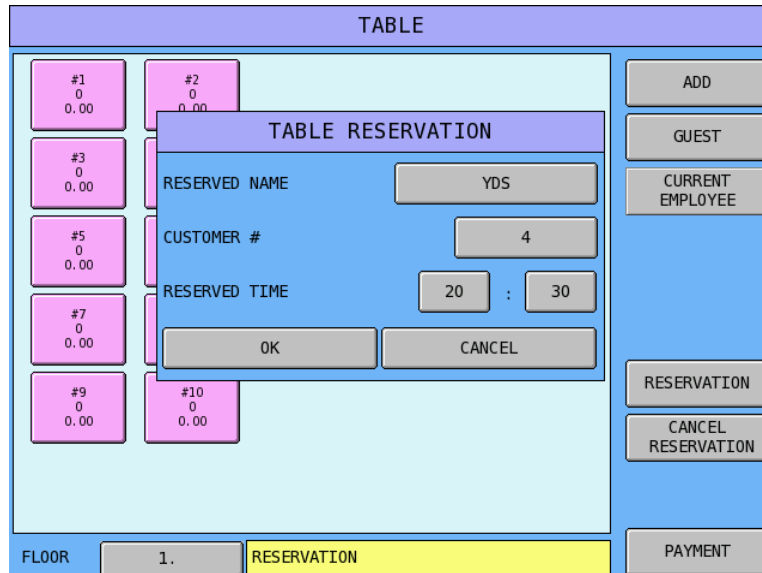 TABLE
#1
0
0.00
#2
0
0.00
#3
0
0.00
#5
0
0.00
#7
0
0.00
#9
0
0.00
#10
0
0.00
TABLE RESERVATION
RESERVED NAME YDS
CUSTOMER # 4
RESERVED TIME 20 : 30
OK CANCEL
ADD
GUEST
CURRENT
EMPLOYEE
RESERVATION
CANCEL
RESERVATION
PAYMENT
FLOOR 1. RESERVATION